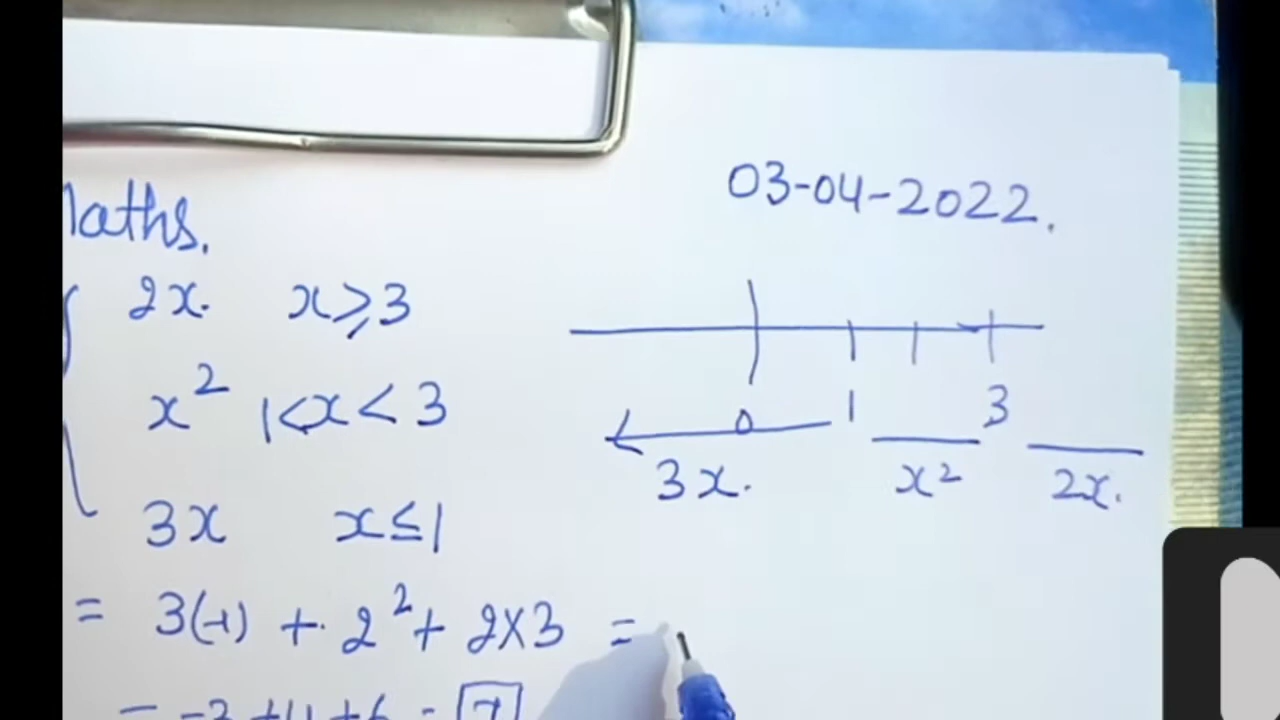 03-04-2022.
Maths.
2x. x≥3
x² 1<x<3
3x x≤1
0 1 3
3x. x² 2x.
= 3(-1) + 2² + 2×3 =
= -3+4+6 = 7